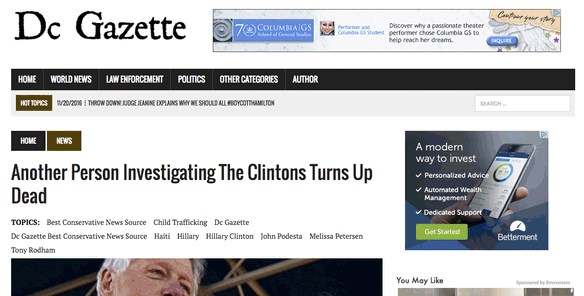 Dc Gazette
COLUMBIA|GS
School of General Studies
Performer and
Columbia GS Student
Discover why a passionate theater
performer chose Columbia GS to
help reach her dreams.
Continue your story.
INQUIRE
HOME WORLD NEWS LAW ENFORCEMENT POLITICS OTHER CATEGORIES AUTHOR
HOT TOPICS 11/20/2016 | THROW DOWN! JUDGE JEANINE EXPLAINS WHY WE SHOULD ALL #BOYCOTTHAMILTON
SEARCH ...
HOME NEWS
Another Person Investigating The Clintons Turns Up
Dead
TOPICS: Best Conservative News Source Child Trafficking Dc Gazette
Dc Gazette Best Conservative News Source Haiti Hillary Hillary Clinton John Podesta Melissa Petersen
Tony Rodham
A modern
way to invest
Personalized Advice
Automated Wealth
Management
Dedicated Support
Get Started
Betterment
You May Like
Sponsored by Revcontent